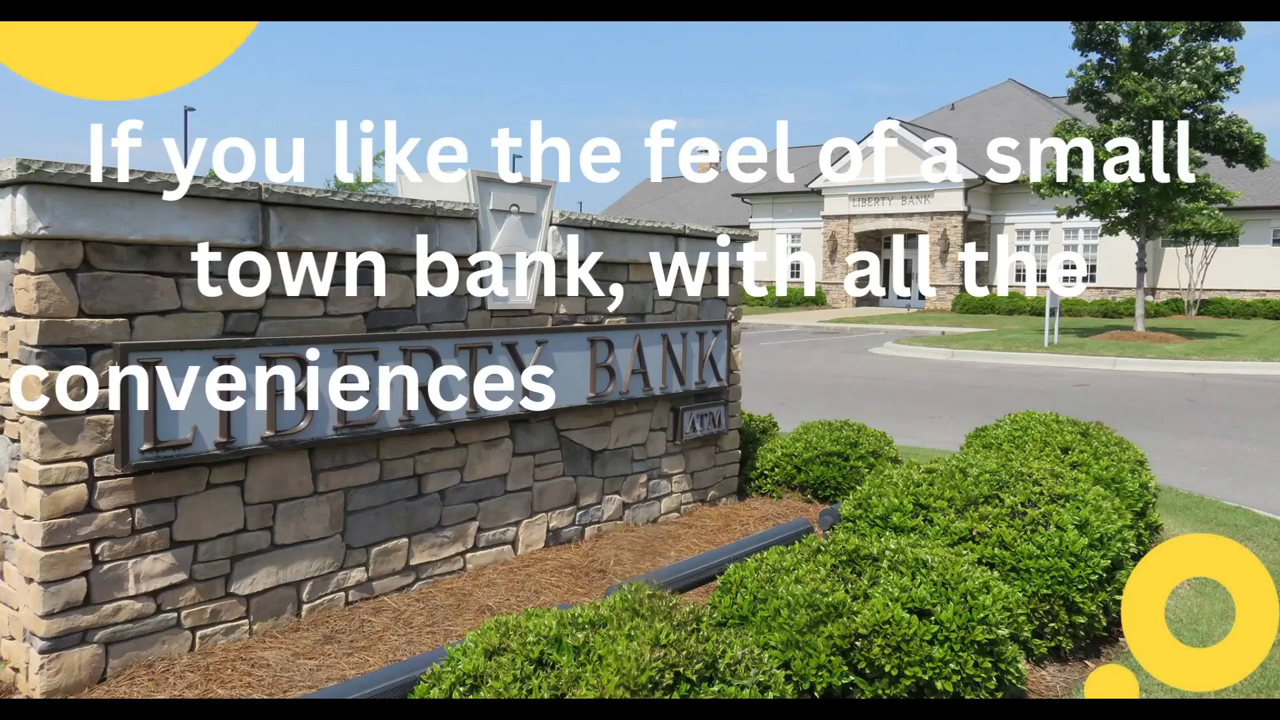 If you like the feel of a small
town bank, with all the
conveniences
LIBERTY BANK
LIBERTY BANK
ATM